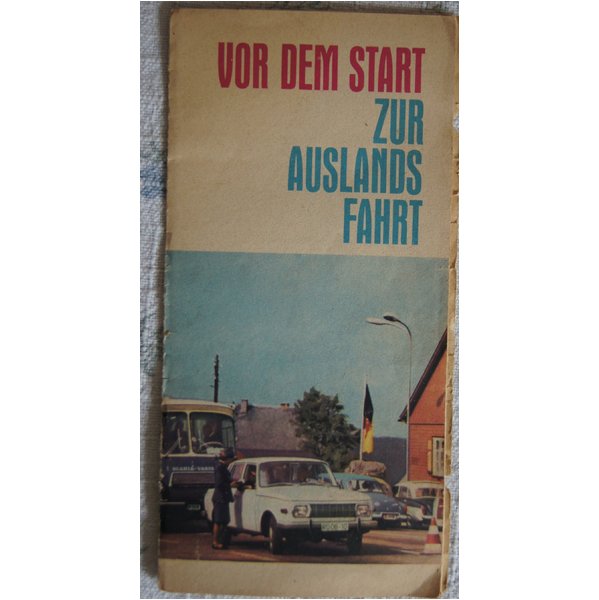 VOR DEM START
ZUR
AUSLANDS
FAHRT